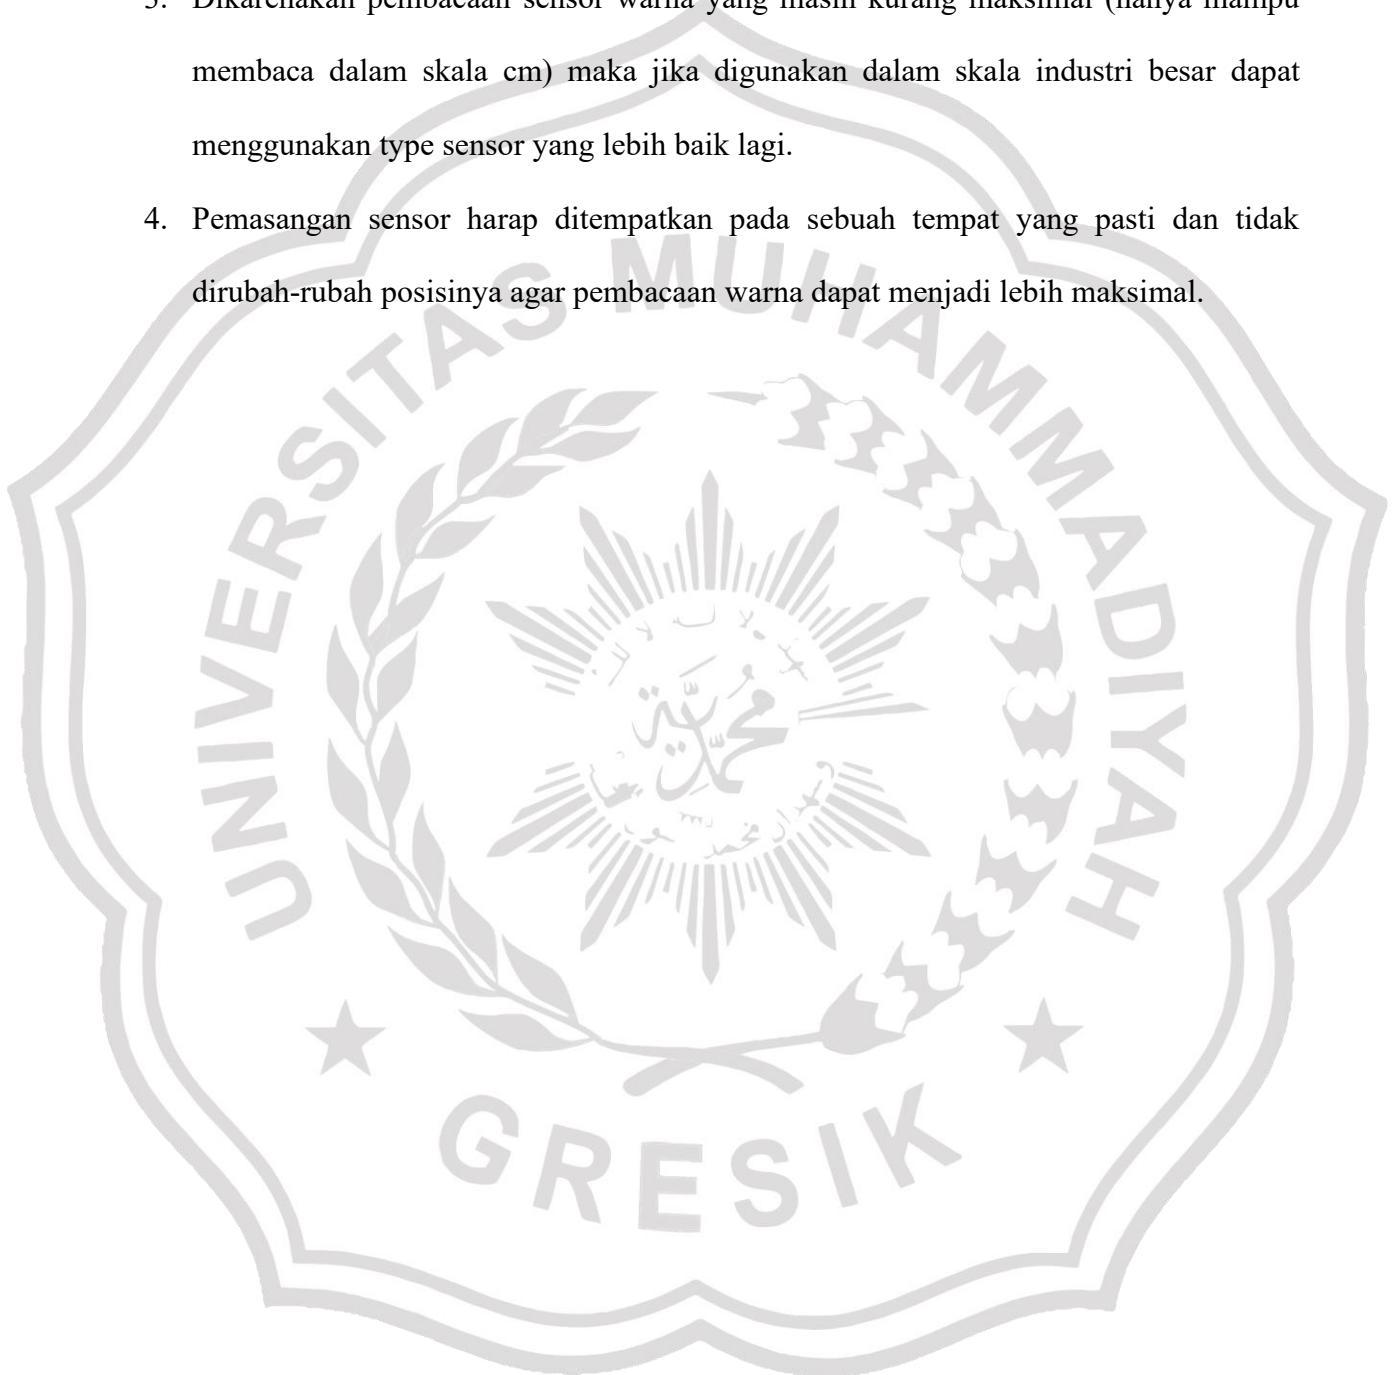 3. Dikarenakan pembacaan sensor warna yang masih kurang maksimal (hanya mampu
membaca dalam skala cm) maka jika digunakan dalam skala industri besar dapat
menggunakan type sensor yang lebih baik lagi.
4. Pemasangan sensor harap ditempatkan pada sebuah tempat yang pasti dan tidak
dirubah-rubah posisinya agar pembacaan warna dapat menjadi lebih maksimal.
UNIVERSITAS MUHAMMADIYAH
محمدية
GRESIK